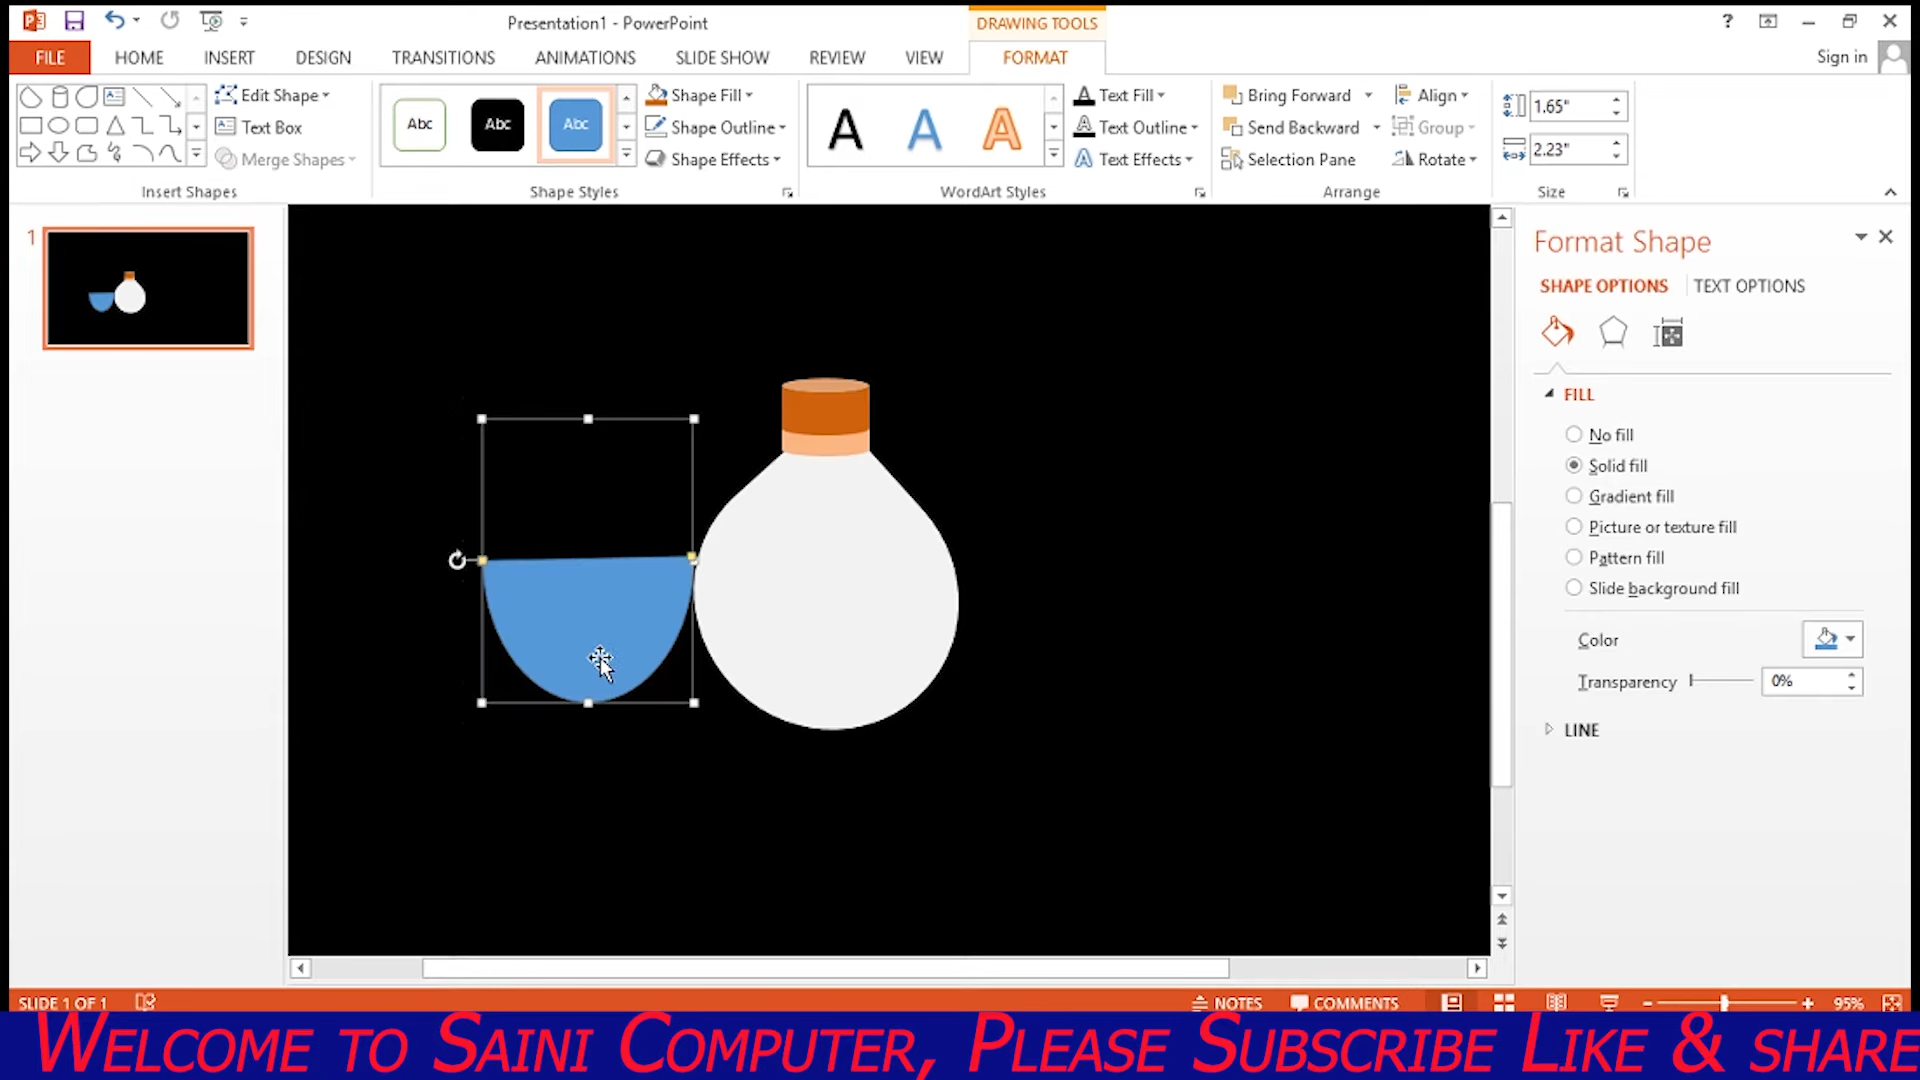 Presentation1 - PowerPoint
DRAWING TOOLS
?
FILE
HOME
INSERT
DESIGN
TRANSITIONS
ANIMATIONS
SLIDE SHOW
REVIEW
VIEW
FORMAT
Sign in
Edit Shape
Text Box
Merge Shapes
Insert Shapes
Abc
Abc
Abc
Shape Fill
Shape Outline
Shape Effects
Shape Styles
A
A
A
Text Fill
Text Outline
Text Effects
WordArt Styles
Bring Forward
Send Backward
Selection Pane
Align
Group
Rotate
Arrange
1.65"
2.23"
Size
1
Format Shape
SHAPE OPTIONS
TEXT OPTIONS
FILL
No fill
Solid fill
Gradient fill
Picture or texture fill
Pattern fill
Slide background fill
Color
Transparency
0%
LINE
SLIDE 1 OF 1
NOTES
COMMENTS
95%
WELCOME TO SAINI COMPUTER, PLEASE SUBSCRIBE LIKE & SHARE